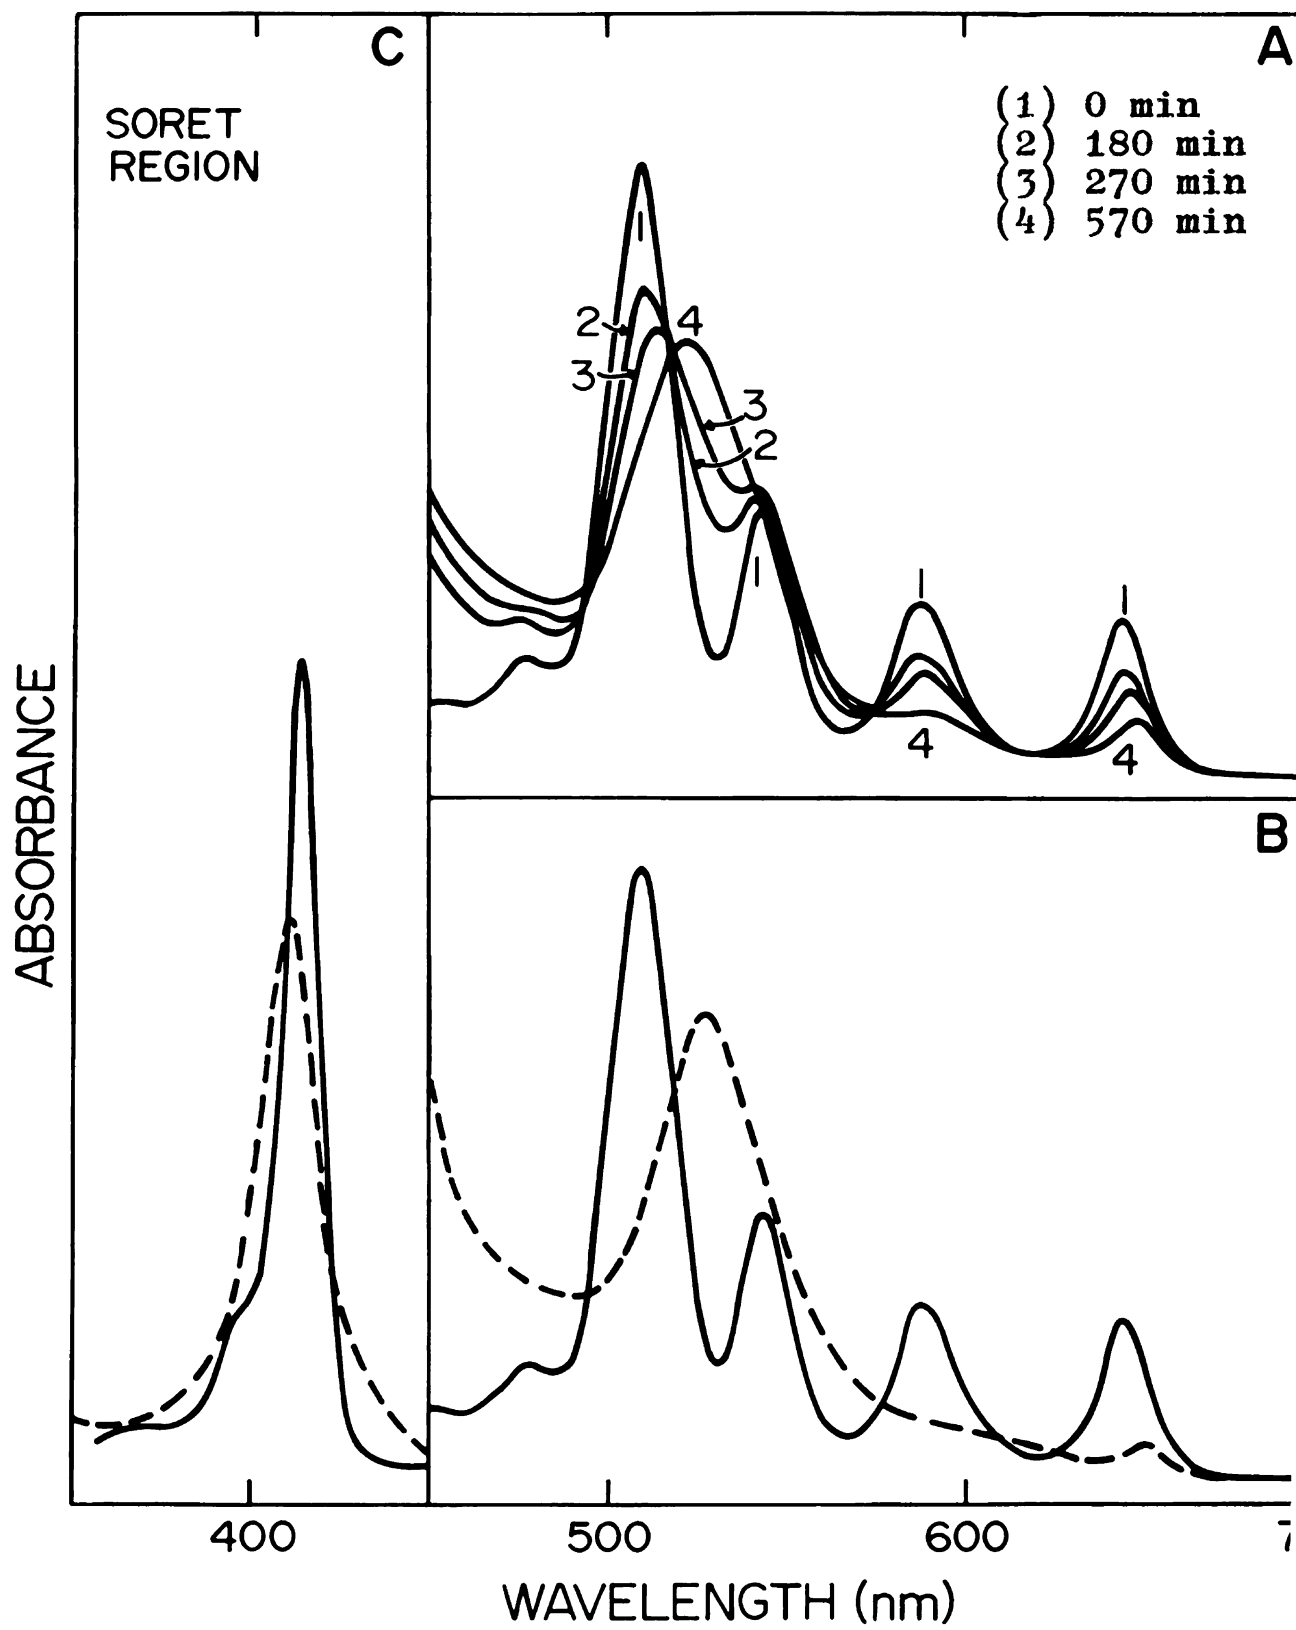 C
SORET
REGION
A
(1) 0 min
(2) 180 min
(3) 270 min
(4) 570 min
1
2
4
3
3
2
1
1
1
4
4
B
ABSORBANCE
400
500
600
7
WAVELENGTH (nm)